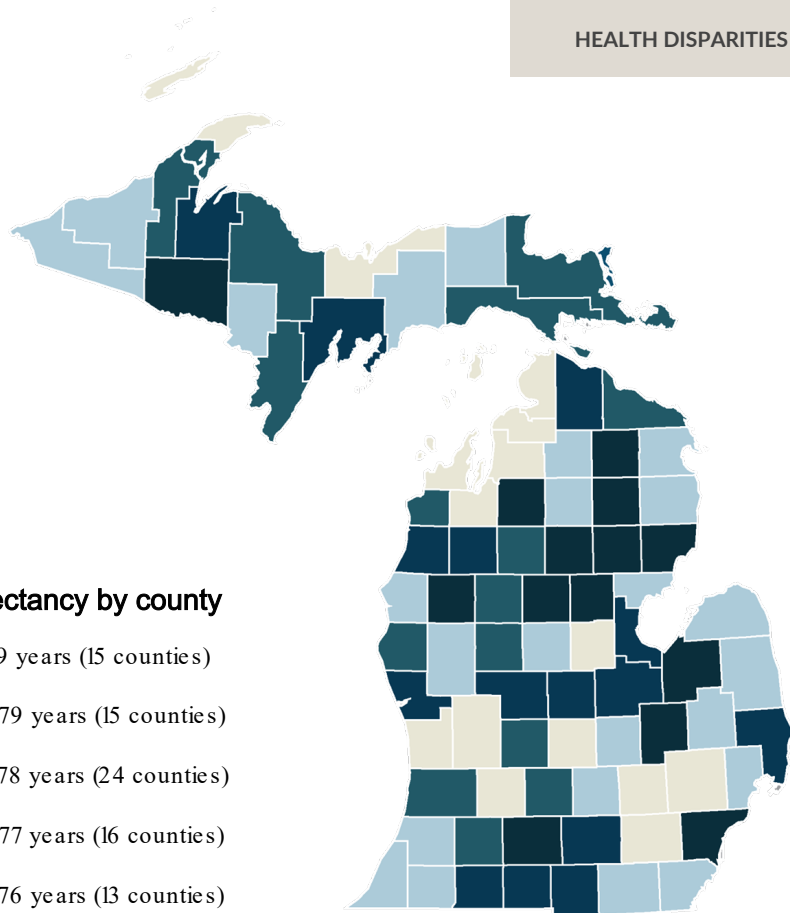 HEALTH DISPARITIES
ectancy by county
9 years (15 counties)
79 years (15 counties)
78 years (24 counties)
77 years (16 counties)
76 years (13 counties)